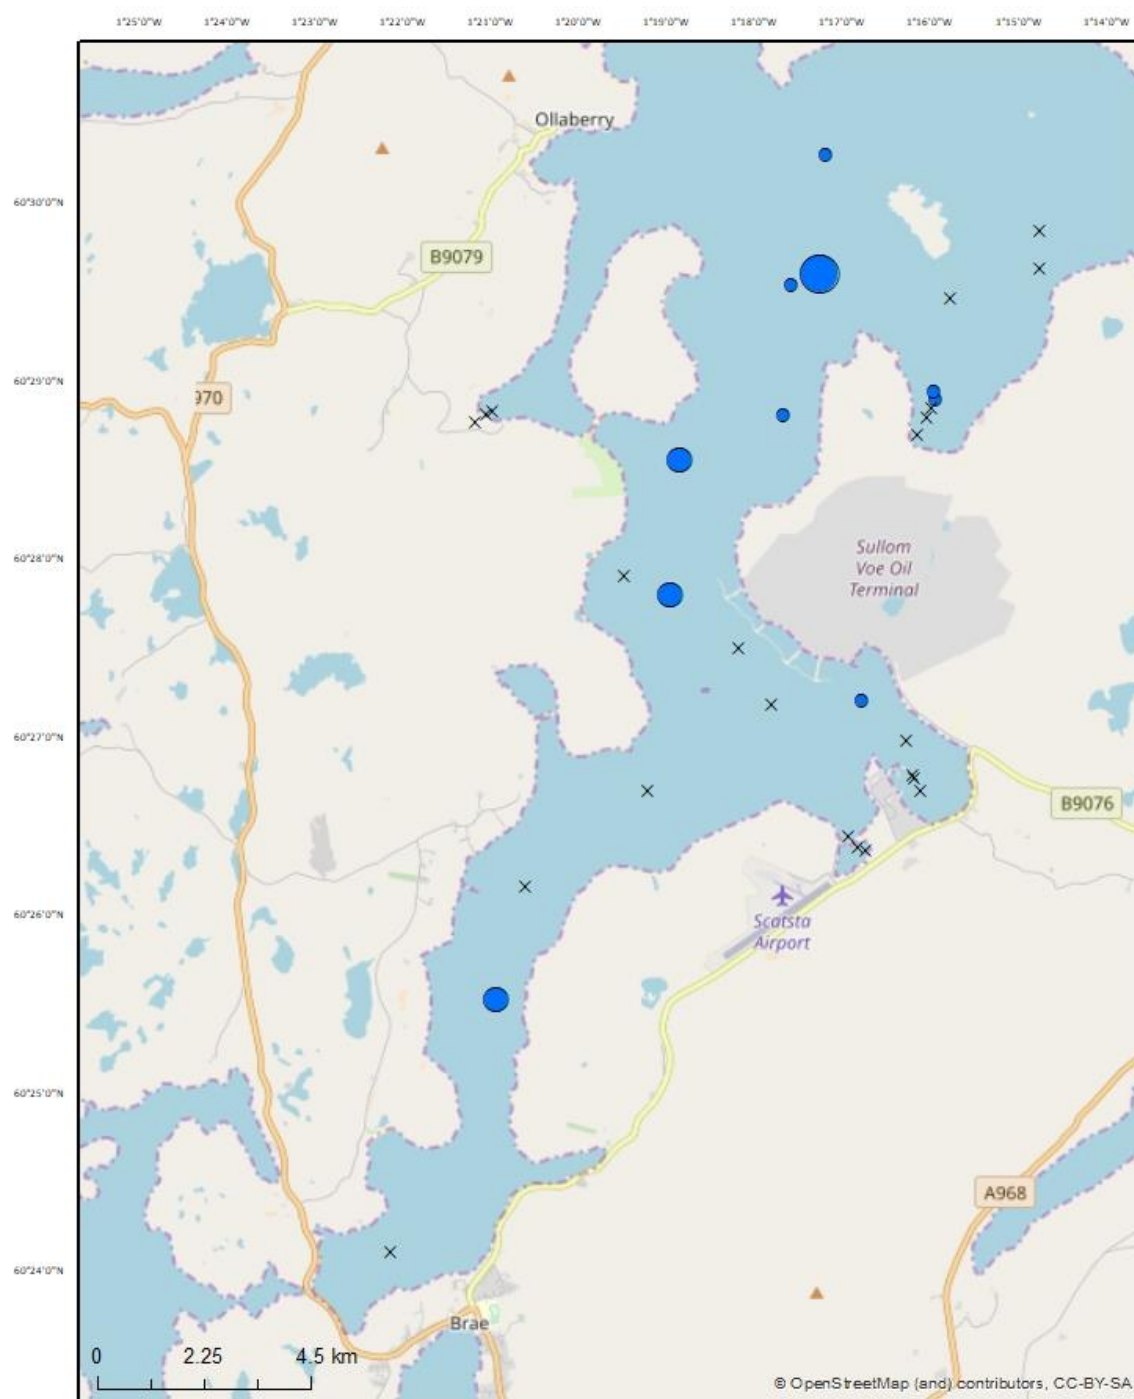 1°25'0"W 1°24'0"W 1°23'0"W 1°22'0"W 1°21'0"W 1°20'0"W 1°19'0"W 1°18'0"W 1°17'0"W 1°16'0"W 1°15'0"W 1°14'0"W
Ollaberry
60°30'0"N
B9079
60°29'0"N
970
60°28'0"N
Sullom
Voe Oil
Terminal
60°27'0"N
B9076
60°26'0"N
Scatsta
Airport
60°25'0"N
A968
60°24'0"N
Brae
0 2.25 4.5 km
© OpenStreetMap (and) contributors, CC-BY-SA